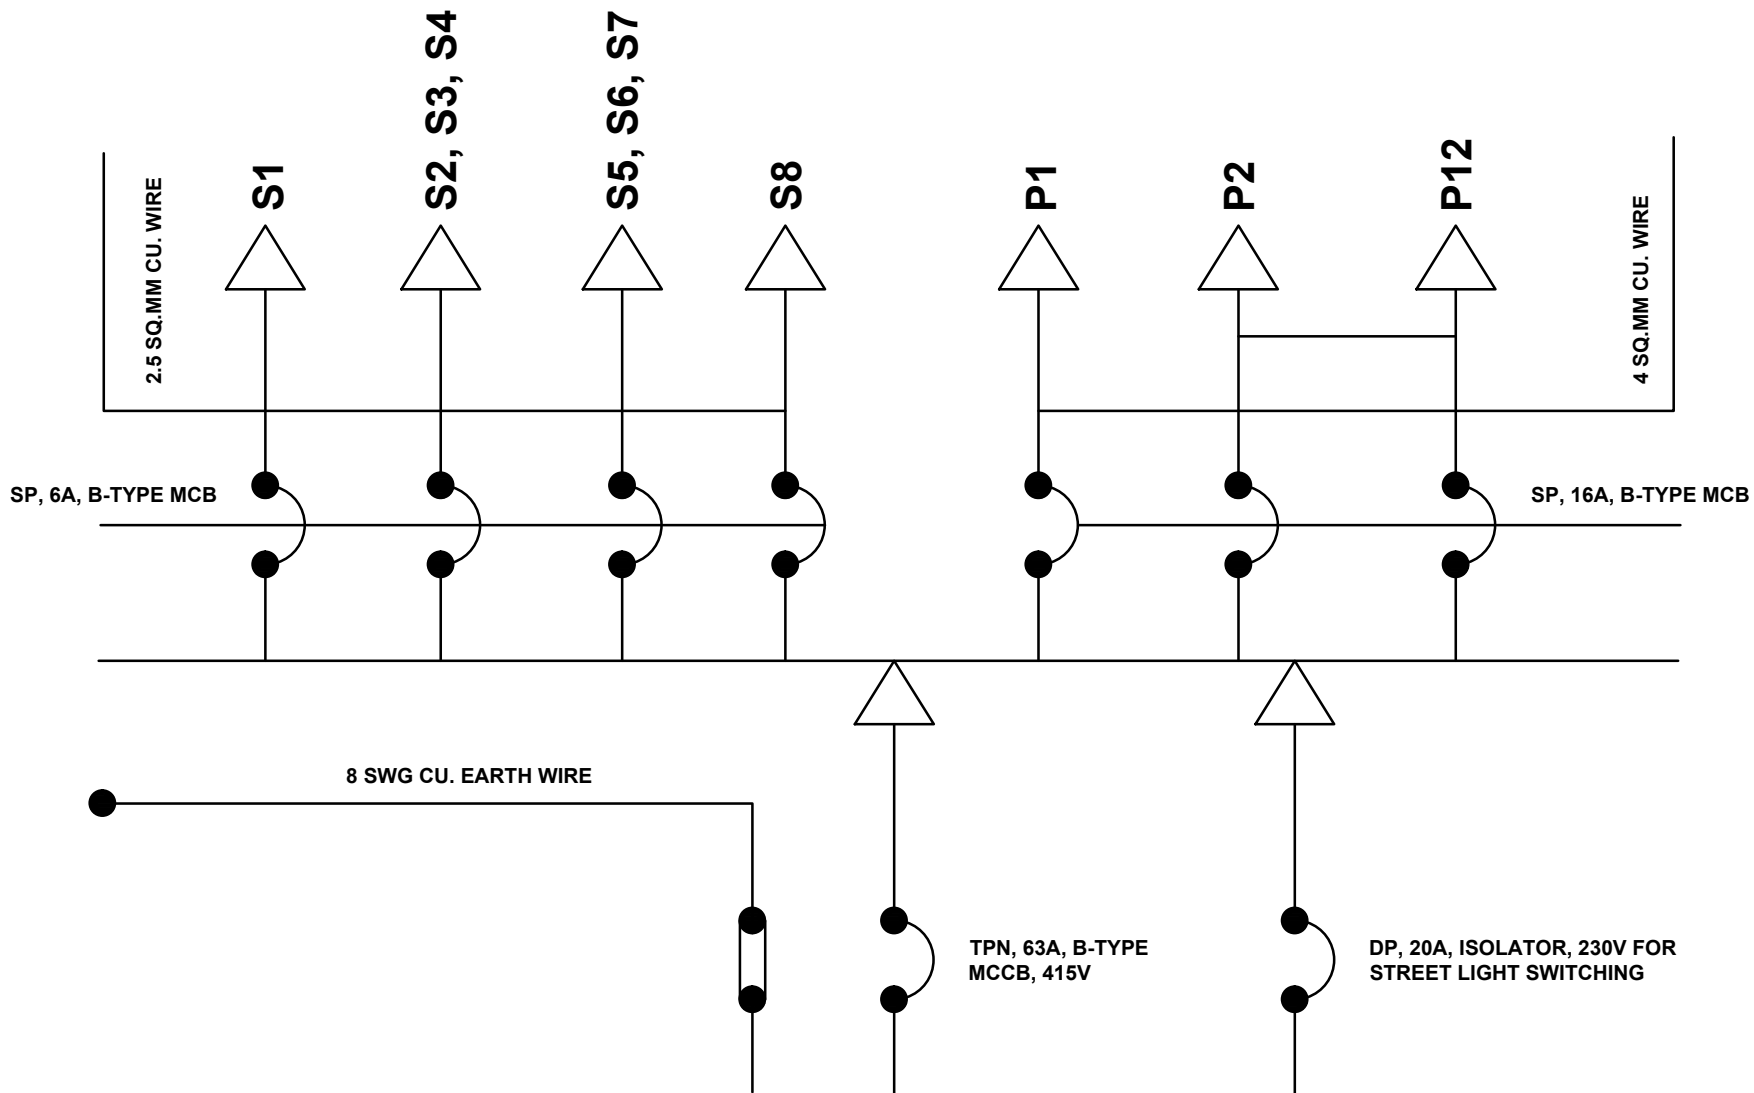 S1
S2, S3, S4
S5, S6, S7
S8
P1
P2
P12
2.5 SQ.MM CU. WIRE
4 SQ.MM CU. WIRE
SP, 6A, B-TYPE MCB
SP, 16A, B-TYPE MCB
8 SWG CU. EARTH WIRE
TPN, 63A, B-TYPE
MCCB, 415V
DP, 20A, ISOLATOR, 230V FOR
STREET LIGHT SWITCHING